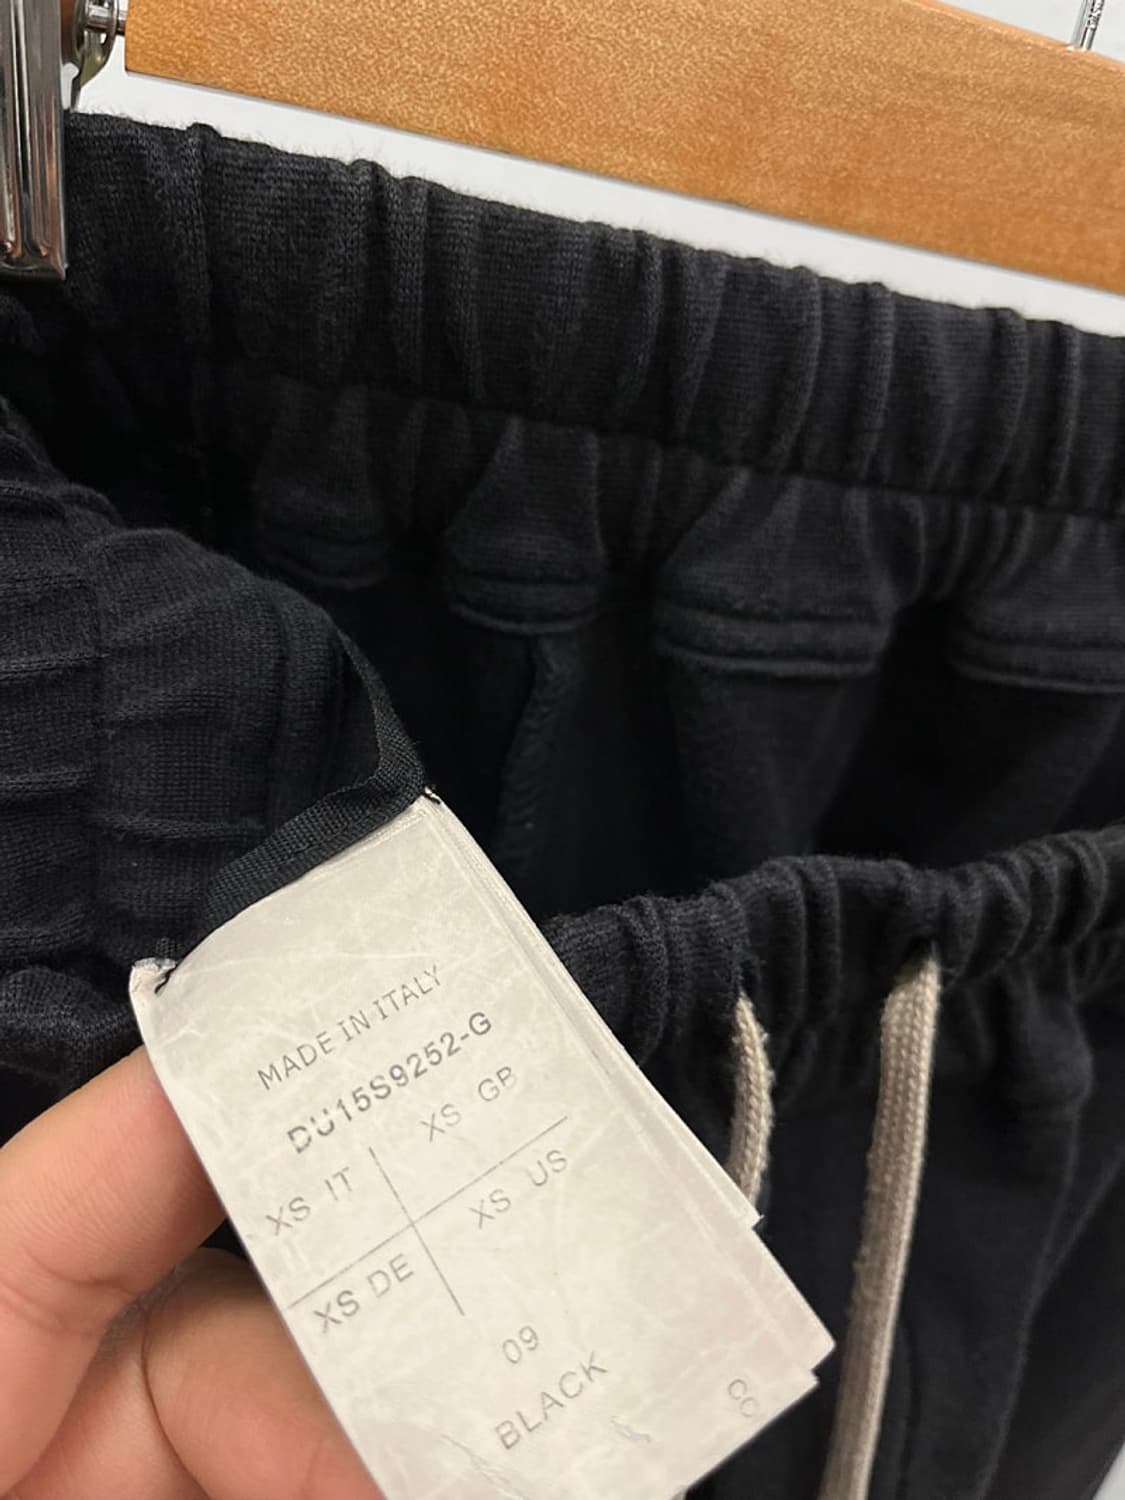 MADE IN ITALY
DU15S9252-G
XS IT XS GB
XS DE XS US
09
BLACK